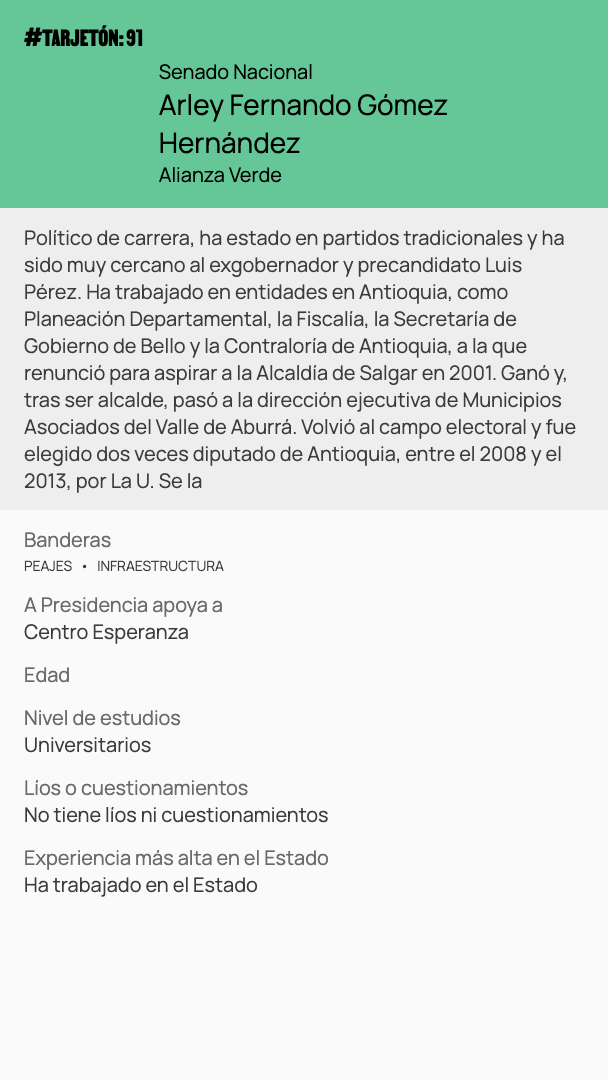 #TARJETÓN: 91
Senado Nacional
Arley Fernando Gómez
Hernández
Alianza Verde
Político de carrera, ha estado en partidos tradicionales y ha
sido muy cercano al exgobernador y precandidato Luis
Pérez. Ha trabajado en entidades en Antioquia, como
Planeación Departamental, la Fiscalía, la Secretaría de
Gobierno de Bello y la Contraloría de Antioquia, a la que
renunció para aspirar a la Alcaldía de Salgar en 2001. Ganó y,
tras ser alcalde, pasó a la dirección ejecutiva de Municipios
Asociados del Valle de Aburrá. Volvió al campo electoral y fue
elegido dos veces diputado de Antioquia, entre el 2008 y el
2013, por La U. Se la
Banderas
PEAJES • INFRAESTRUCTURA
A Presidencia apoya a
Centro Esperanza
Edad
Nivel de estudios
Universitarios
Líos o cuestionamientos
No tiene líos ni cuestionamientos
Experiencia más alta en el Estado
Ha trabajado en el Estado